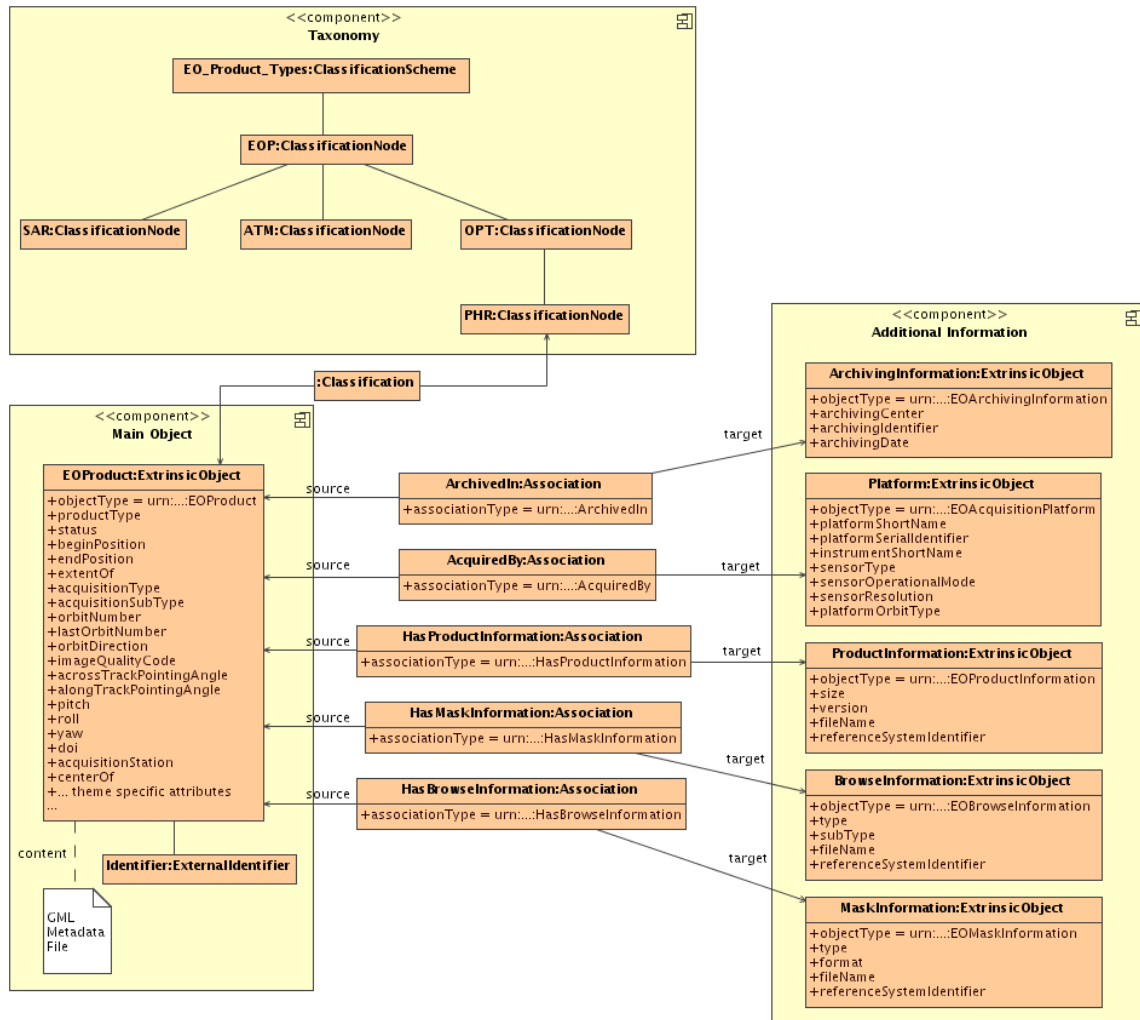 <<component>>
Taxonomy
EO_Product_Types:ClassificationScheme
EOP:ClassificationNode
SAR:ClassificationNode
ATM:ClassificationNode
OPT:ClassificationNode
PHR:ClassificationNode
:Classification
<<component>>
Main Object
EOProduct:ExtrinsicObject
+objectType = urn:...:EOProduct
+productType
+status
+beginPosition
+endPosition
+extentOf
+acquisitionType
+acquisitionSubType
+orbitNumber
+lastOrbitNumber
+orbitDirection
+imageQualityCode
+acrossTrackPointingAngle
+alongTrackPointingAngle
+pitch
+roll
+yaw
+doi
+acquisitionStation
+centerOf
+... theme specific attributes
...
content
Identifier:ExternalIdentifier
GML
Metadata
File
source
ArchivedIn:Association
+associationType = urn:...:ArchivedIn
target
source
AcquiredBy:Association
+associationType = urn:...:AcquiredBy
target
source
HasProductInformation:Association
+associationType = urn:...:HasProductInformation
target
source
HasMaskInformation:Association
+associationType = urn:...:HasMaskInformation
target
source
HasBrowseInformation:Association
+associationType = urn:...:HasBrowseInformation
target
<<component>>
Additional Information
ArchivingInformation:ExtrinsicObject
+objectType = urn:...:EOArchivingInformation
+archivingCenter
+archivingIdentifier
+archivingDate
Platform:ExtrinsicObject
+objectType = urn:...:EOAcquisitionPlatform
+platformShortName
+platformSerialIdentifier
+instrumentShortName
+sensorType
+sensorOperationalMode
+sensorResolution
+platformOrbitType
ProductInformation:ExtrinsicObject
+objectType = urn:...:EOProductInformation
+size
+version
+fileName
+referenceSystemIdentifier
BrowseInformation:ExtrinsicObject
+objectType = urn:...:EOBrowseInformation
+type
+subType
+fileName
+referenceSystemIdentifier
MaskInformation:ExtrinsicObject
+objectType = urn:...:EOMaskInformation
+type
+format
+fileName
+referenceSystemIdentifier